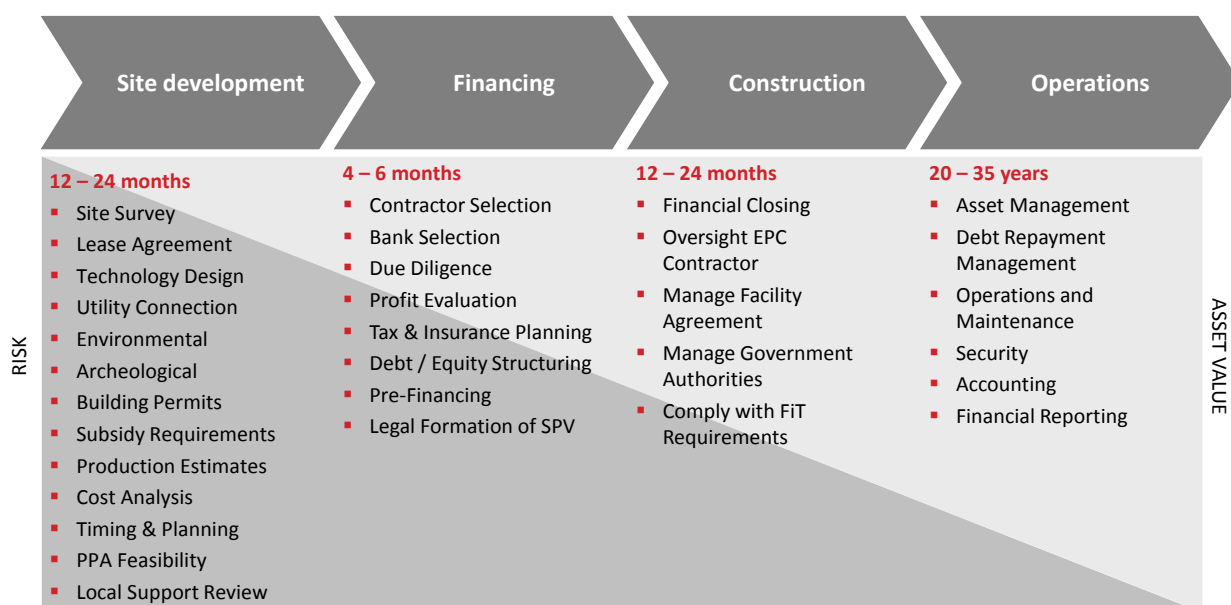 Site development
Financing
Construction
Operations
RISK
12 – 24 months
▪ Site Survey
▪ Lease Agreement
▪ Technology Design
▪ Utility Connection
▪ Environmental
▪ Archeological
▪ Building Permits
▪ Subsidy Requirements
▪ Production Estimates
▪ Cost Analysis
▪ Timing & Planning
▪ PPA Feasibility
▪ Local Support Review
4 – 6 months
▪ Contractor Selection
▪ Bank Selection
▪ Due Diligence
▪ Profit Evaluation
▪ Tax & Insurance Planning
▪ Debt / Equity Structuring
▪ Pre-Financing
▪ Legal Formation of SPV
12 – 24 months
▪ Financial Closing
▪ Oversight EPC
Contractor
▪ Manage Facility
Agreement
▪ Manage Government
Authorities
▪ Comply with FiT
Requirements
20 – 35 years
▪ Asset Management
▪ Debt Repayment
Management
▪ Operations and
Maintenance
▪ Security
▪ Accounting
▪ Financial Reporting
ASSET VALUE